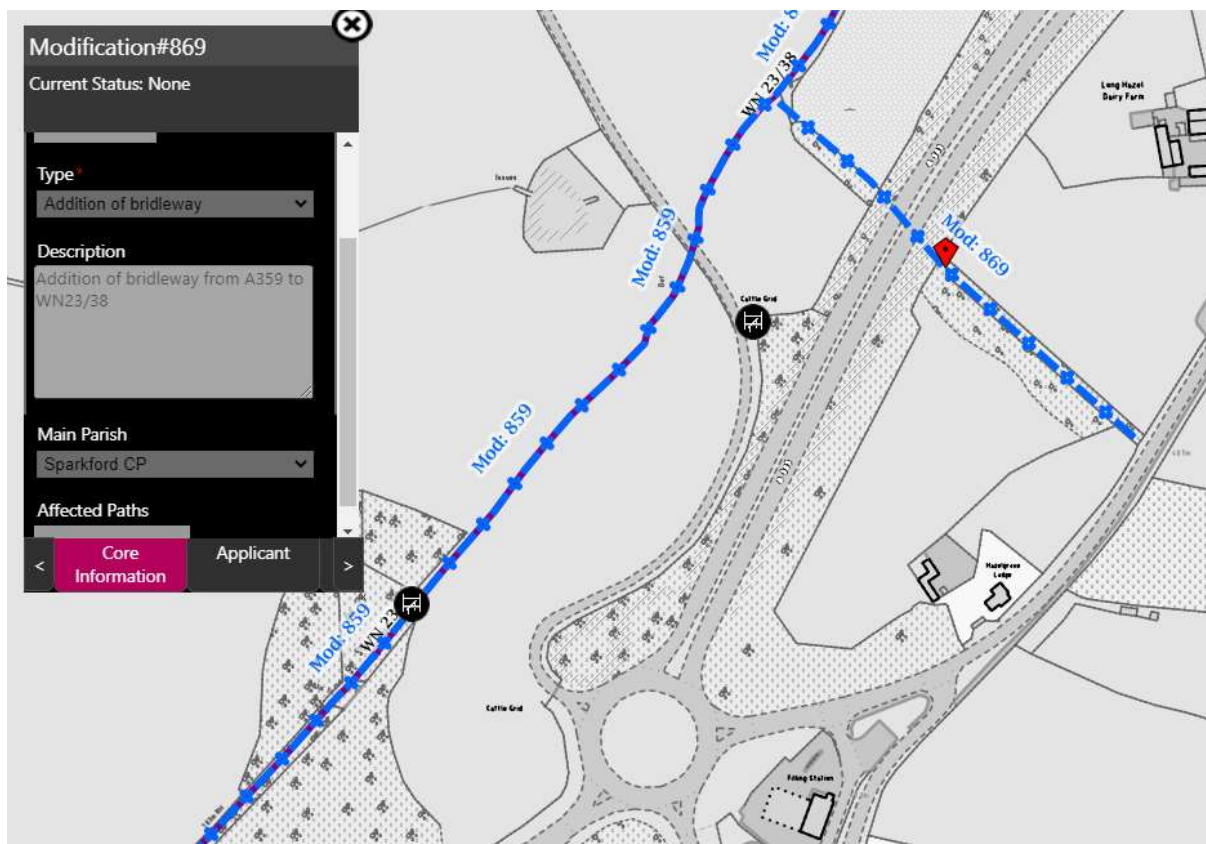 Modification#869
Current Status: None
Type*
Addition of bridleway
Description
Addition of bridleway from A359 to
WN23/38
Main Parish
Sparkford CP
Affected Paths
<
Core
Information
Applicant
>
WN 23/38
Long Hazel
Dairy Farm
Mod: 859
Mod: 869
Cattle Grid
Mod: 859
Hazelgrove
Lodge
Mod: 859
WN 23
Cattle Grid
Filling Station